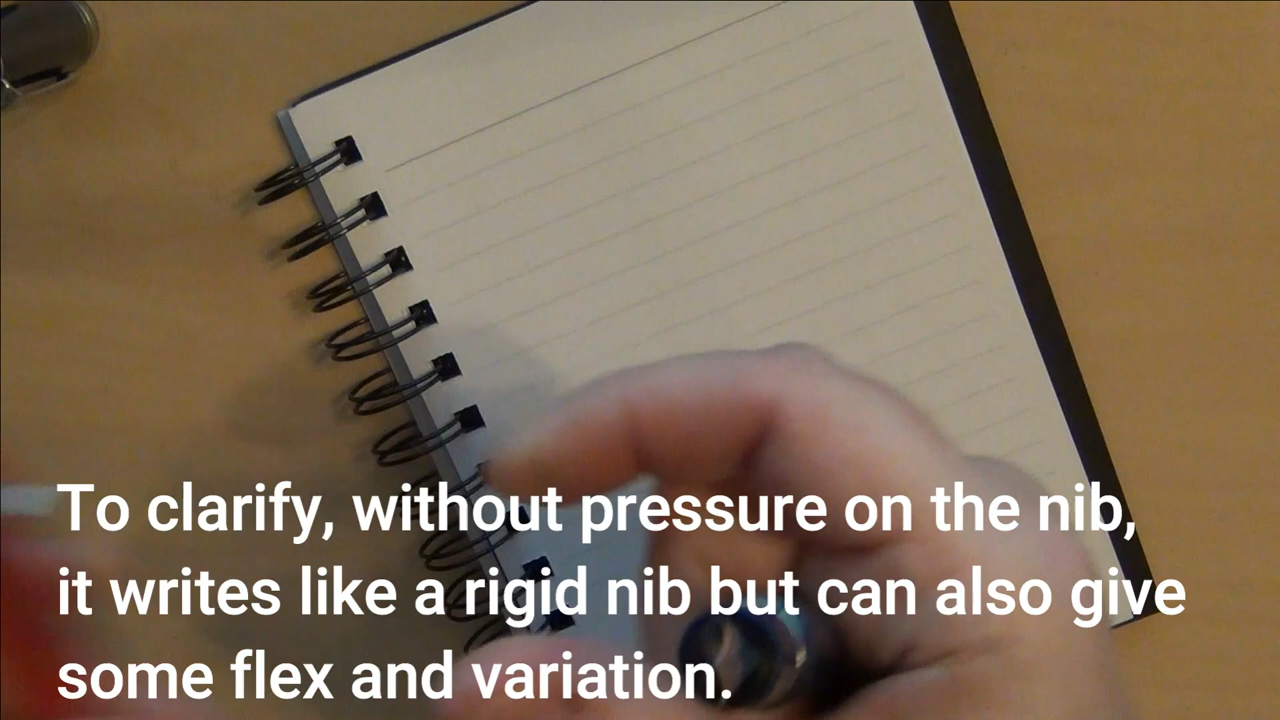 To clarify, without pressure on the nib,
it writes like a rigid nib but can also give
some flex and variation.